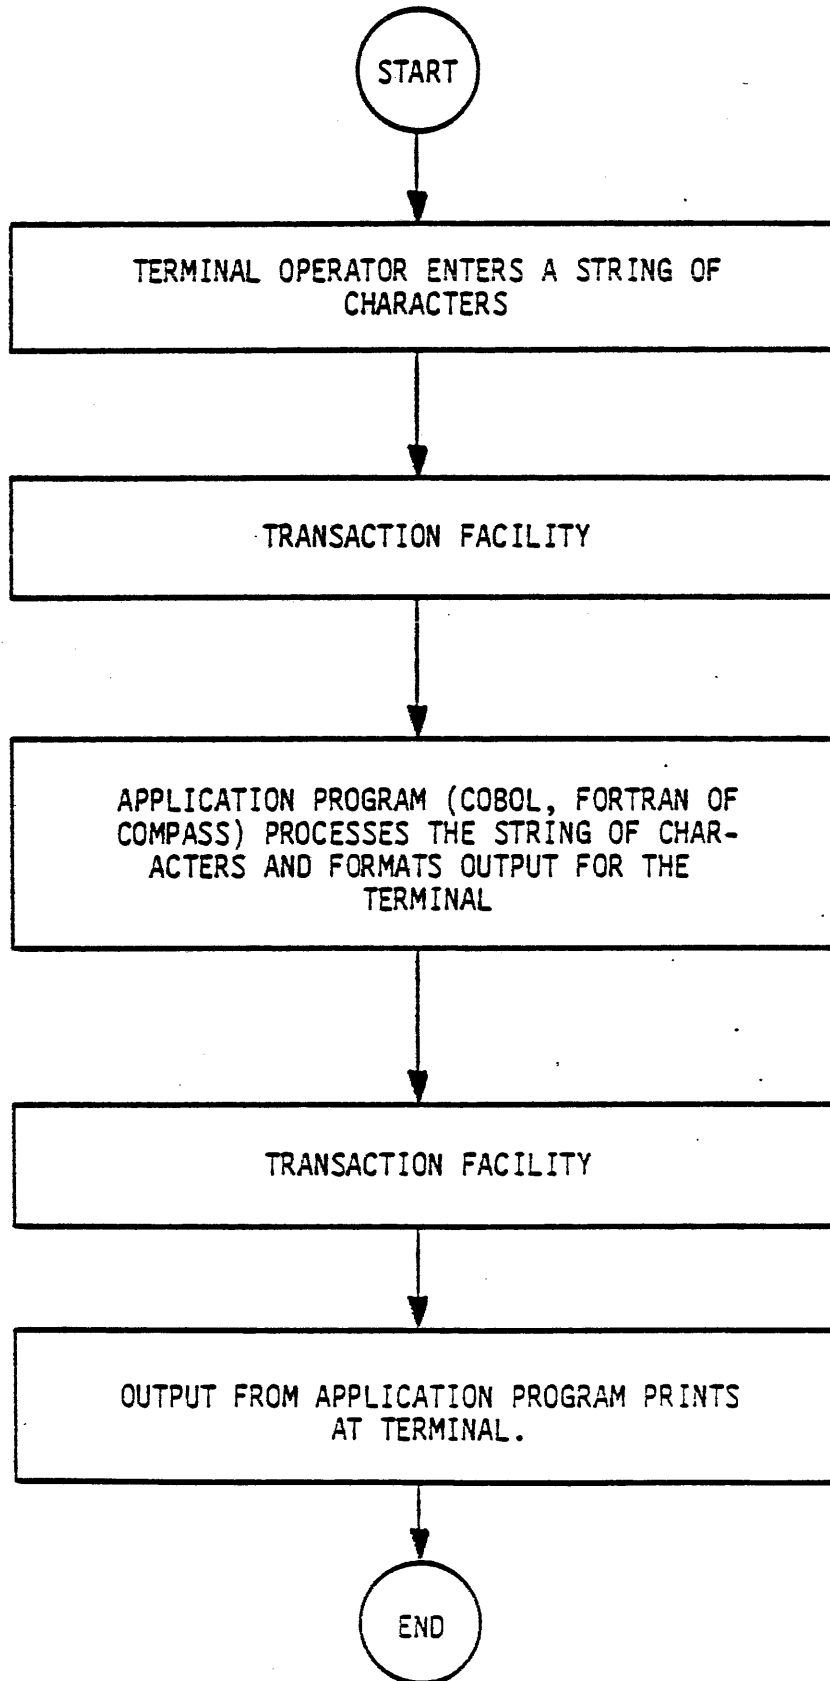 START
TERMINAL OPERATOR ENTERS A STRING OF
CHARACTERS
TRANSACTION FACILITY
APPLICATION PROGRAM (COBOL, FORTRAN OF
COMPASS) PROCESSES THE STRING OF CHAR-
ACTERS AND FORMATS OUTPUT FOR THE
TERMINAL
TRANSACTION FACILITY
OUTPUT FROM APPLICATION PROGRAM PRINTS
AT TERMINAL.
END